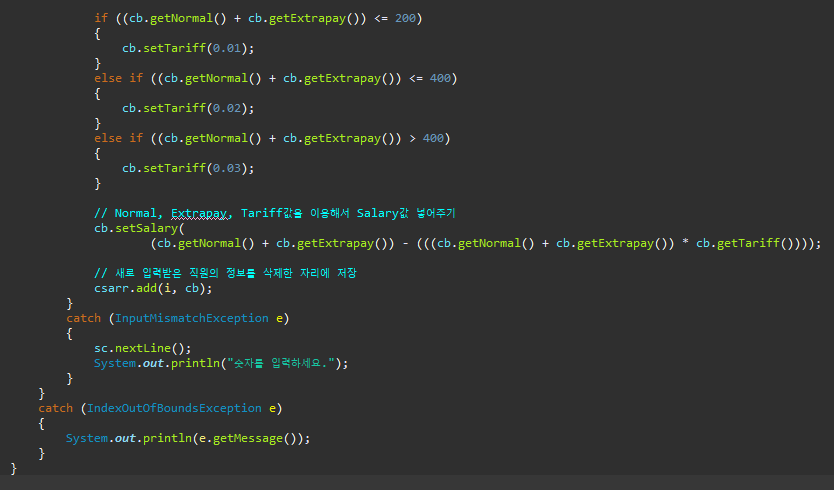 if ((cb.getNormal() + cb.getExtrapay()) <= 200)
{
cb.setTariff(0.01);
}
else if ((cb.getNormal() + cb.getExtrapay()) <= 400)
{
cb.setTariff(0.02);
}
else if ((cb.getNormal() + cb.getExtrapay()) > 400)
{
cb.setTariff(0.03);
}
// Normal, Extrapay, Tariff값을 이용해서 Salary값 넣어주기
cb.setSalary(
(cb.getNormal() + cb.getExtrapay()) - (((cb.getNormal() + cb.getExtrapay()) * cb.getTariff())));
// 새로 입력받은 직원의 정보를 삭제한 자리에 저장
csarr.add(i, cb);
}
catch (InputMismatchException e)
{
sc.nextLine();
System.out.println("숫자를 입력하세요.");
}
}
catch (IndexOutOfBoundsException e)
{
System.out.println(e.getMessage());
}
}